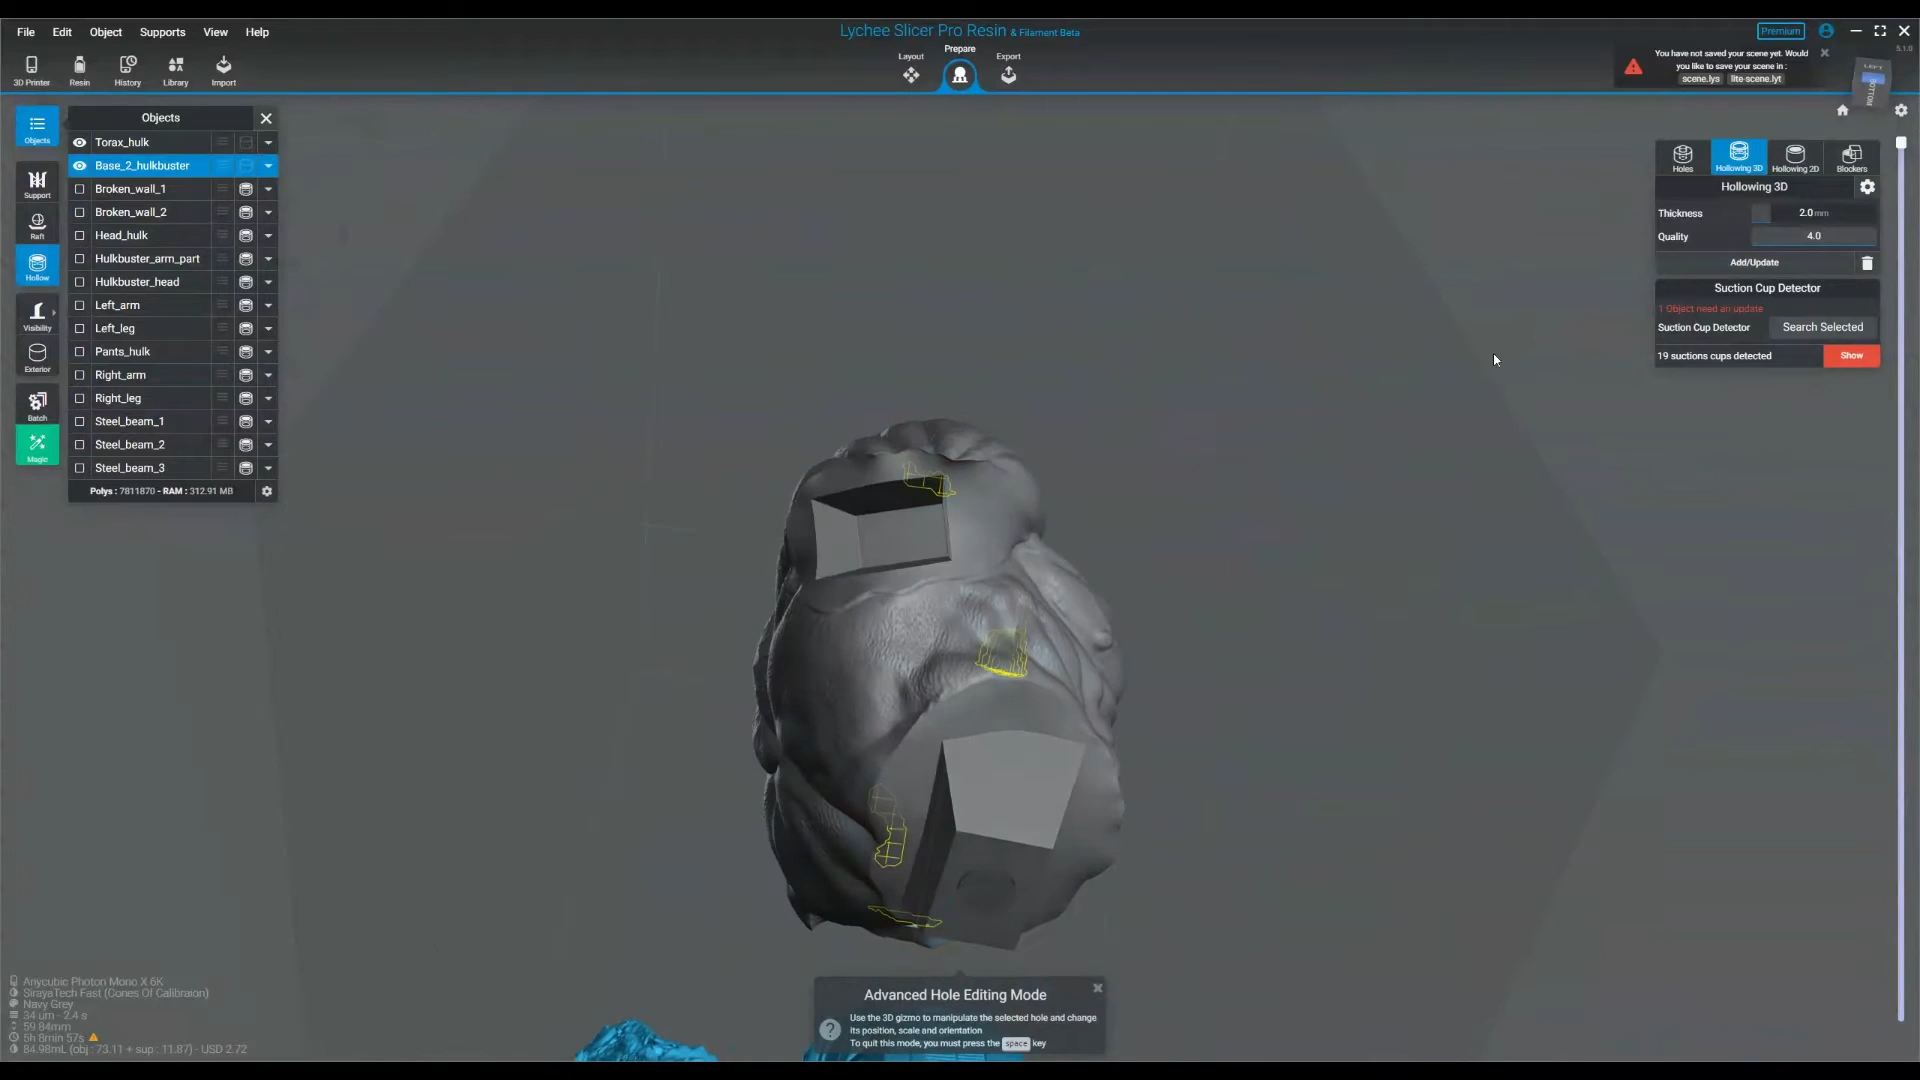 File Edit Object Supports View Help
Lychee Slicer Pro Resin & Filament Beta
Premium
5.1.0
3D Printer Resin History Library Import
Layout Prepare Export
You have not saved your scene yet. Would
you like to save your scene in :
scene.lys lite-scene.lyt
LEFT
BOTTOM
Objects
Support
Raft
Hollow
Visibility
Exterior
Batch
Magic
Objects
Torax_hulk
Base_2_hulkbuster
Broken_wall_1
Broken_wall_2
Head_hulk
Hulkbuster_arm_part
Hulkbuster_head
Left_arm
Left_leg
Pants_hulk
Right_arm
Right_leg
Steel_beam_1
Steel_beam_2
Steel_beam_3
Polys : 7811870 - RAM : 312.91 MB
Holes Hollowing 3D Hollowing 2D Blockers
Hollowing 3D
Thickness 2.0 mm
Quality 4.0
Add/Update
Suction Cup Detector
1 Object need an update
Suction Cup Detector Search Selected
19 suctions cups detected Show
Anycubic Photon Mono X 6K
SirayaTech Fast (Cones Of Calibraion)
Navy Grey
34 um - 2.4 s
59.84mm
5h 8min 57s
84.98mL (obj : 73.11 + sup : 11.87) - USD 2.72
Advanced Hole Editing Mode
Use the 3D gizmo to manipulate the selected hole and change
its position, scale and orientation
To quit this mode, you must press the space key